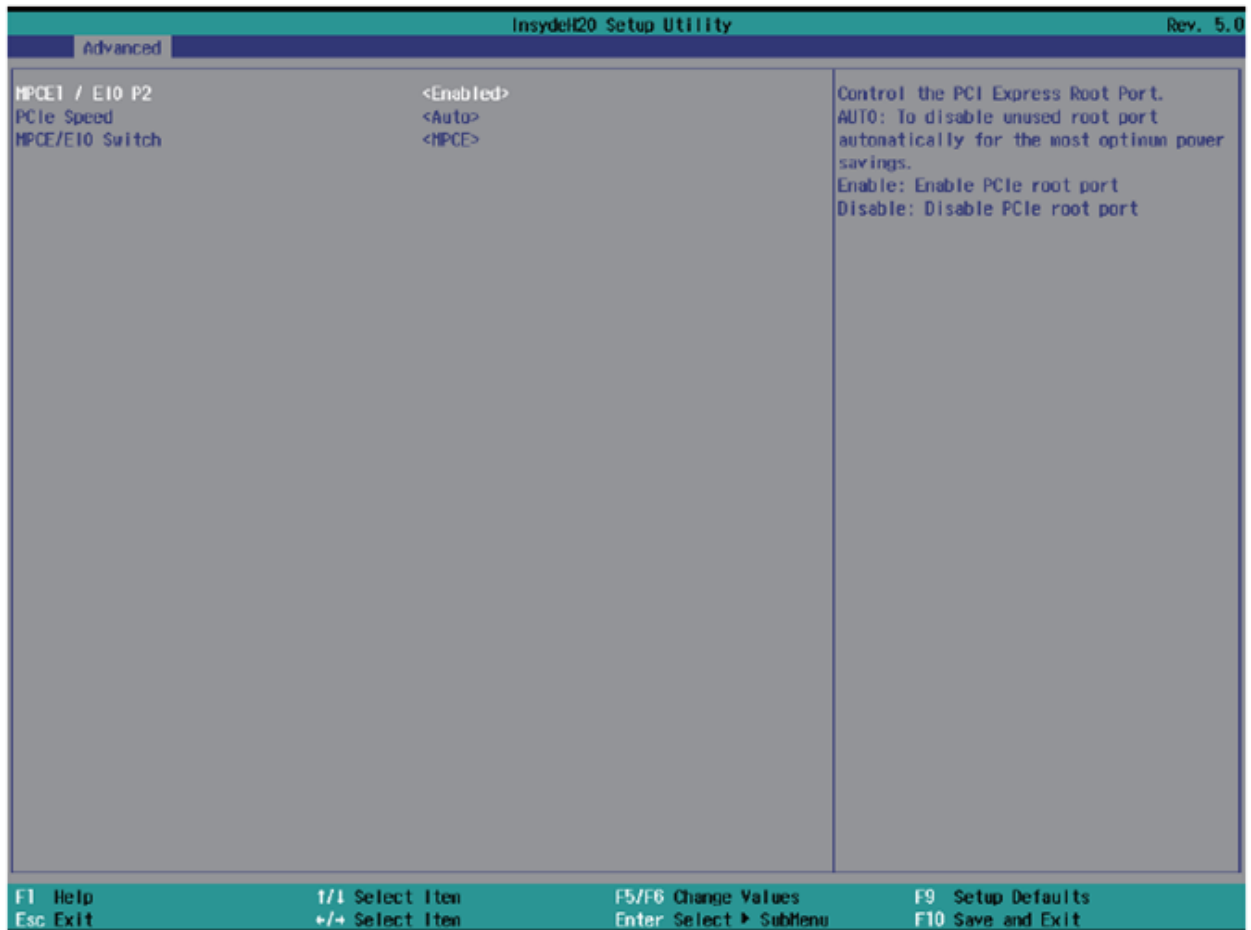 InsydeH20 Setup Utility Rev. 5.0
Advanced
MPCE1 / EIO P2 <Enabled>
PCIe Speed <Auto>
MPCE/EIO Switch <MPCE>
Control the PCI Express Root Port.
AUTO: To disable unused root port
automatically for the most optimum power
savings.
Enable: Enable PCIe root port
Disable: Disable PCIe root port
F1 Help ↑/↓ Select Item F5/F6 Change Values F9 Setup Defaults
Esc Exit ←/→ Select Item Enter Select ▶ SubMenu F10 Save and Exit